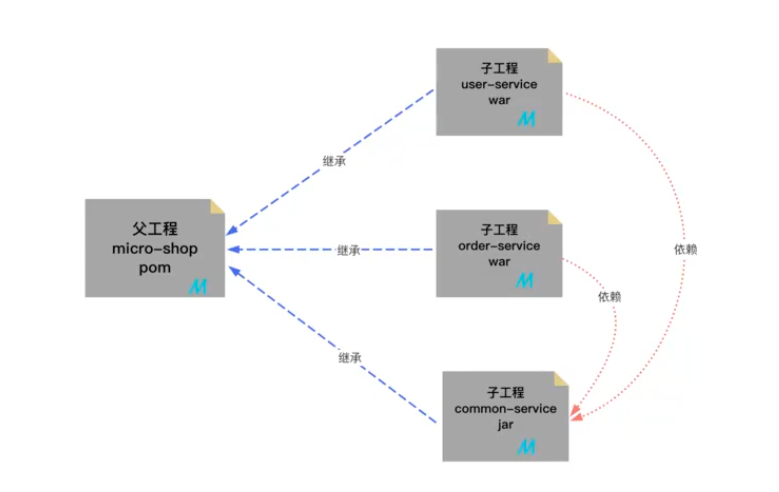 子工程
user-service
war
继承
父工程
micro-shop
pom
子工程
order-service
war
继承
依赖
依赖
继承
子工程
common-service
jar